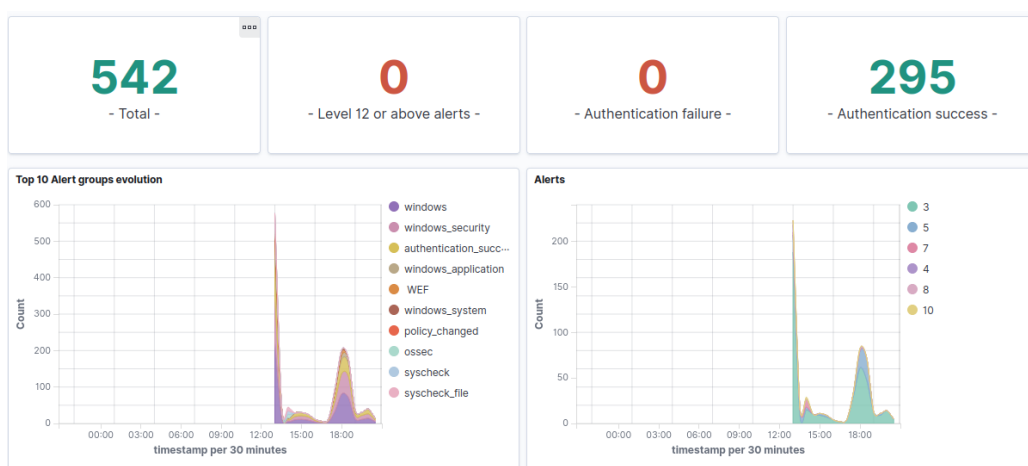 542
- Total -
0
- Level 12 or above alerts -
0
- Authentication failure -
295
- Authentication success -
Top 10 Alert groups evolution
600
500
400
300
200
100
0
Count
00:00 03:00 06:00 09:00 12:00 15:00 18:00
timestamp per 30 minutes
windows
windows_security
authentication_succ...
windows_application
WEF
windows_system
policy_changed
ossec
syscheck
syscheck_file
Alerts
200
150
100
50
0
Count
00:00 03:00 06:00 09:00 12:00 15:00 18:00
timestamp per 30 minutes
3
5
7
4
8
10